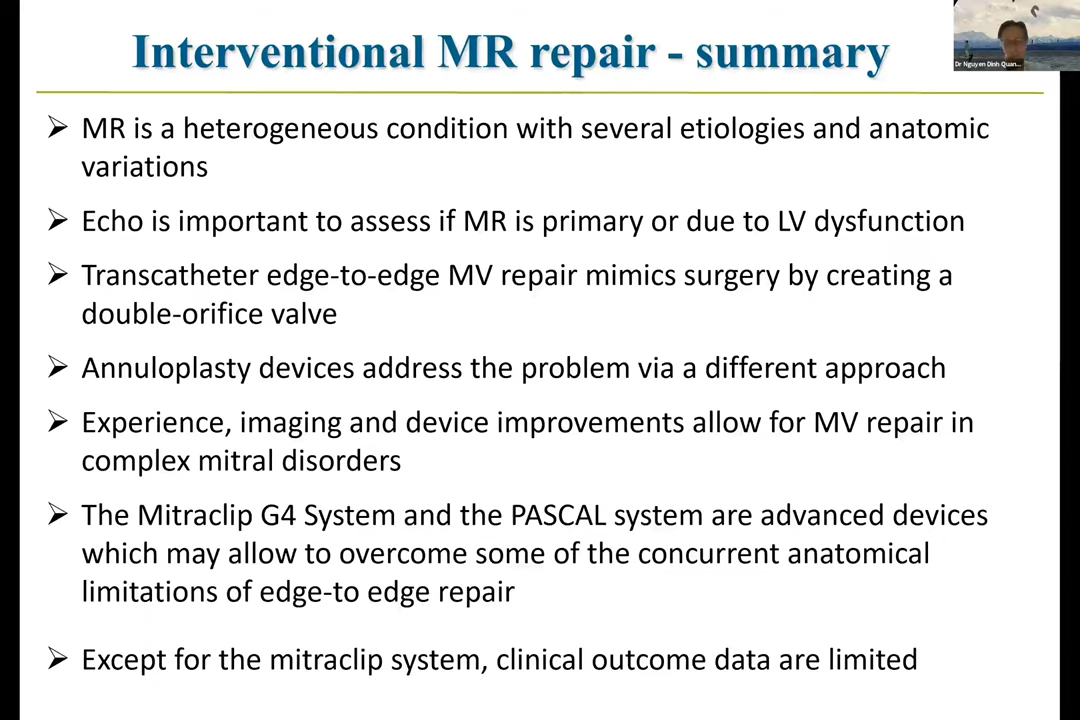 Interventional MR repair - summary
Dr Nguyen Dinh Quan...
➢ MR is a heterogeneous condition with several etiologies and anatomic
variations
➢ Echo is important to assess if MR is primary or due to LV dysfunction
➢ Transcatheter edge-to-edge MV repair mimics surgery by creating a
double-orifice valve
➢ Annuloplasty devices address the problem via a different approach
➢ Experience, imaging and device improvements allow for MV repair in
complex mitral disorders
➢ The Mitraclip G4 System and the PASCAL system are advanced devices
which may allow to overcome some of the concurrent anatomical
limitations of edge-to edge repair
➢ Except for the mitraclip system, clinical outcome data are limited